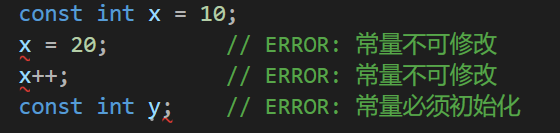 const int x = 10;
x = 20;          // ERROR: 常量不可修改
x++;             // ERROR: 常量不可修改
const int y;     // ERROR: 常量必须初始化